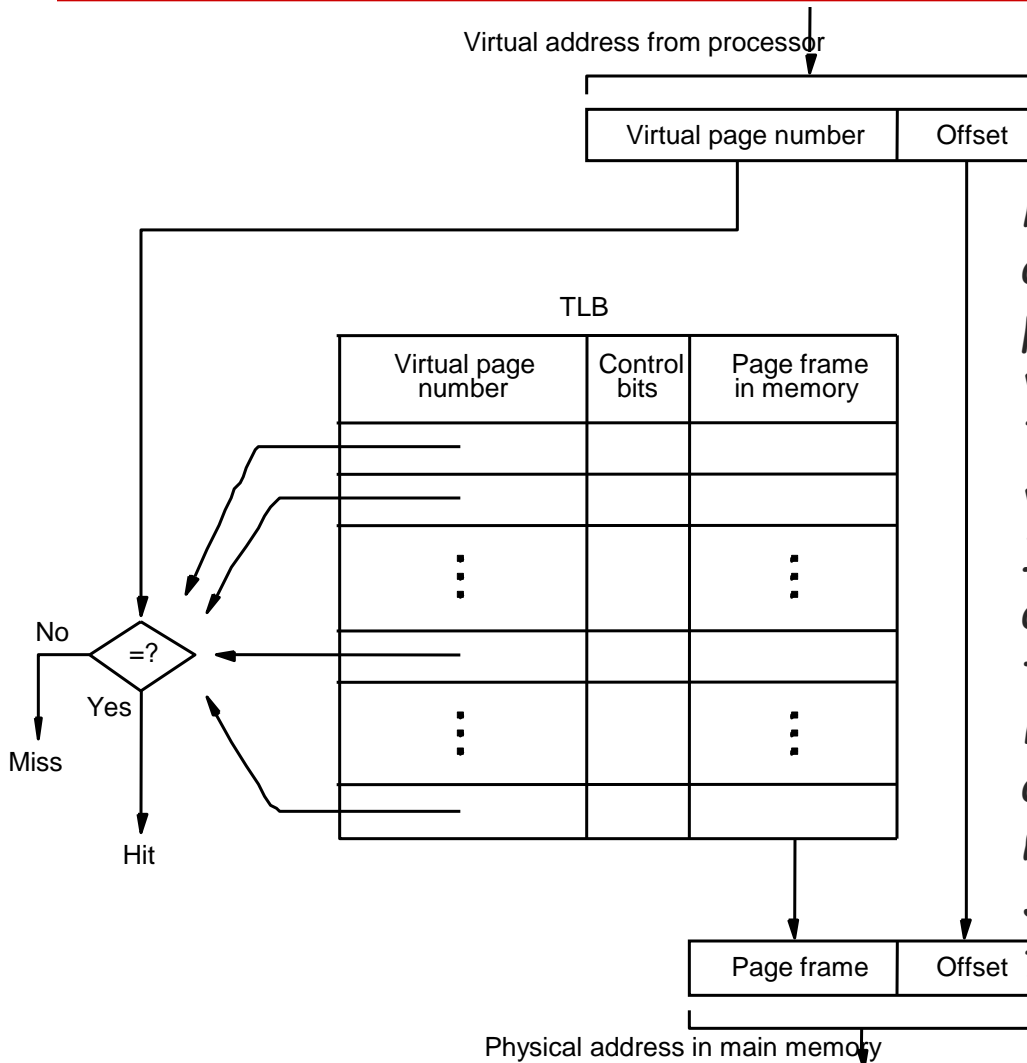 Virtual address from processor
Virtual page number Offset
TLB
Virtual page number Control bits Page frame in memory
No
=?
Yes
Miss
Hit
Page frame Offset
Physical address in main memory